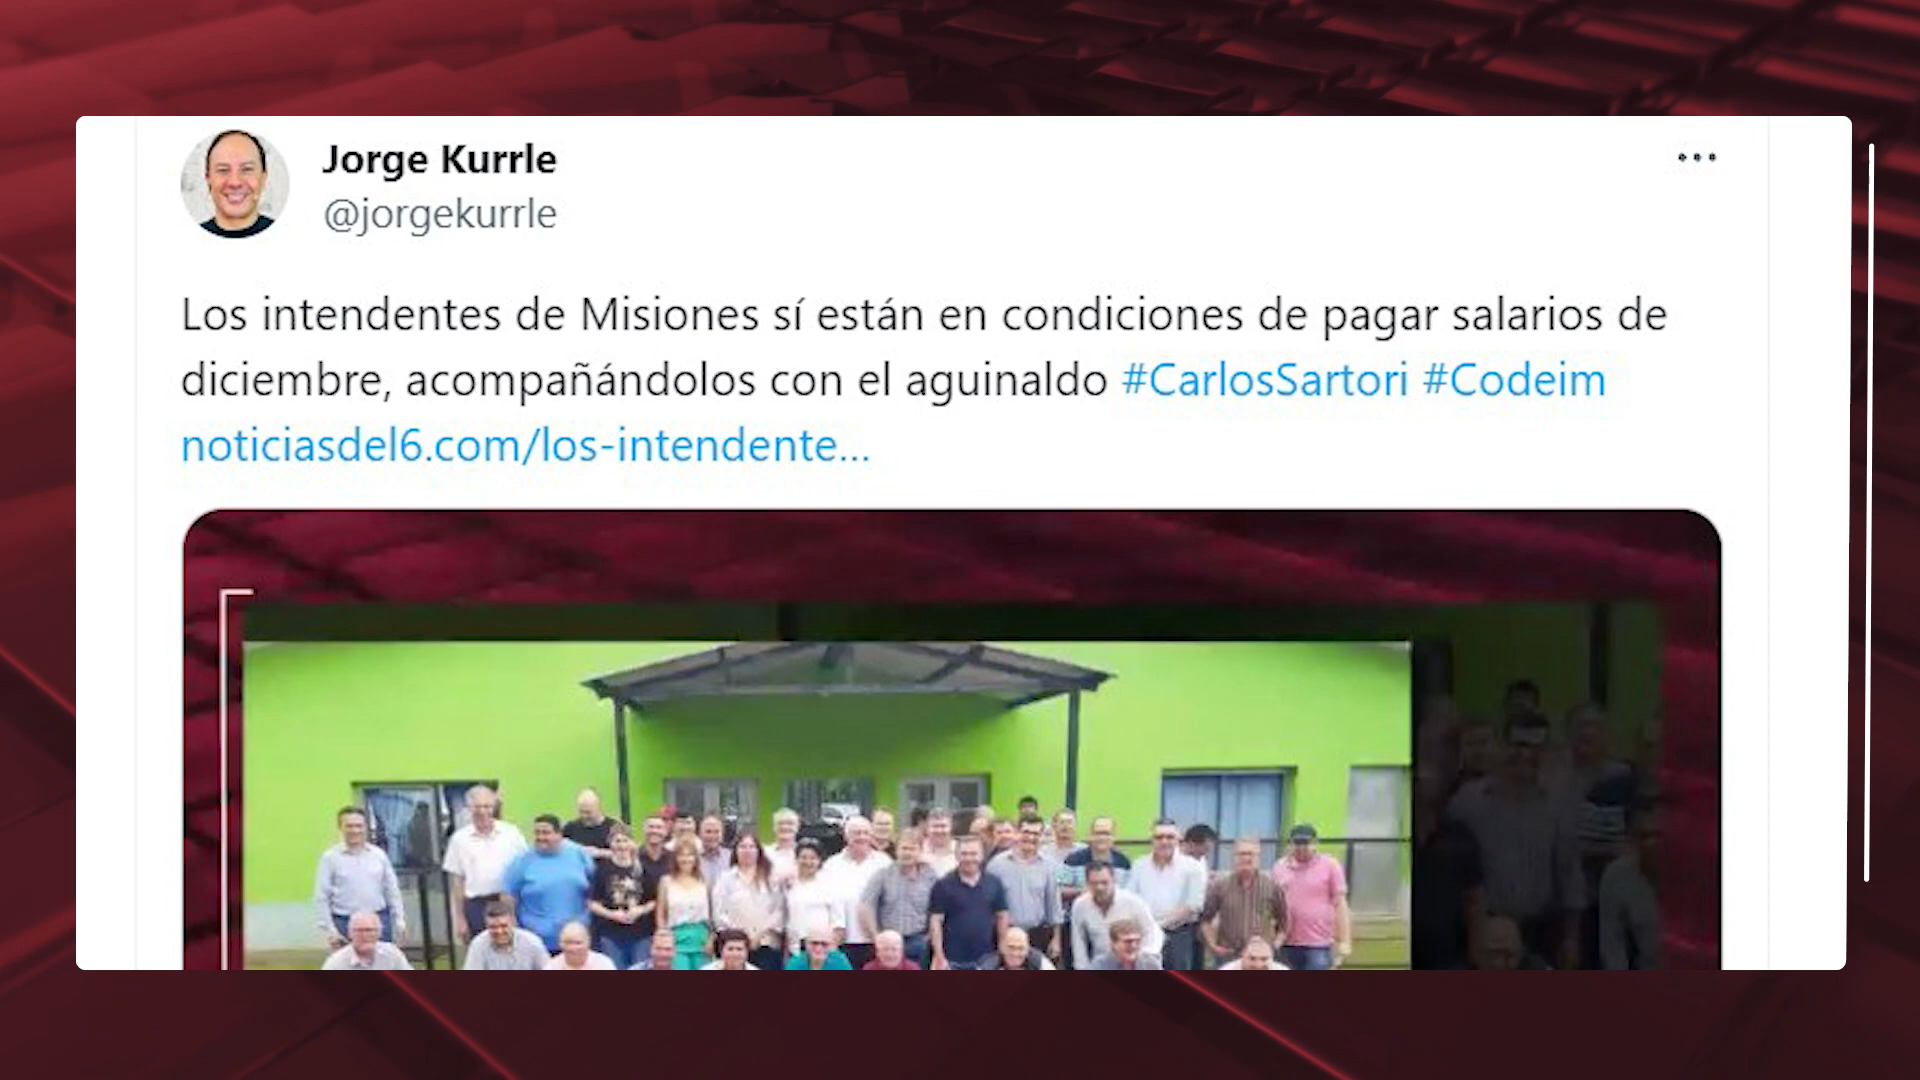 Jorge Kurrle
@jorgekurrle
Los intendentes de Misiones sí están en condiciones de pagar salarios de
diciembre, acompañándolos con el aguinaldo #CarlosSartori #Codeim
noticiasdel6.com/los-intendente...